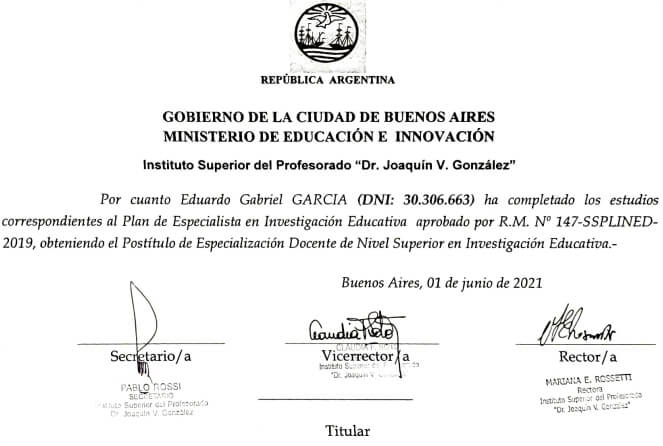 REPÚBLICA ARGENTINA
GOBIERNO DE LA CIUDAD DE BUENOS AIRES
MINISTERIO DE EDUCACIÓN E INNOVACIÓN
Instituto Superior del Profesorado “Dr. Joaquín V. González”
Por cuanto Eduardo Gabriel GARCIA (DNI: 30.306.663) ha completado los estudios
correspondientes al Plan de Especialista en Investigación Educativa aprobado por R.M. Nº 147-SSPLINED-
2019, obteniendo el Postítulo de Especialización Docente de Nivel Superior en Investigación Educativa.-
Buenos Aires, 01 de junio de 2021
Secretario/a
PABLO ROSSI
SECRETARIO
Instituto Superior del Profesorado
Dr. Joaquín V. González
Claudia
CLAUDIA
Vicerrector/a
Instituto Superior del
"Dr. Joaquín V.
Rector/a
MARIANA E. ROSSETTI
Rectora
Instituto Superior del Profesorado
"Dr. Joaquín V. González"
Titular